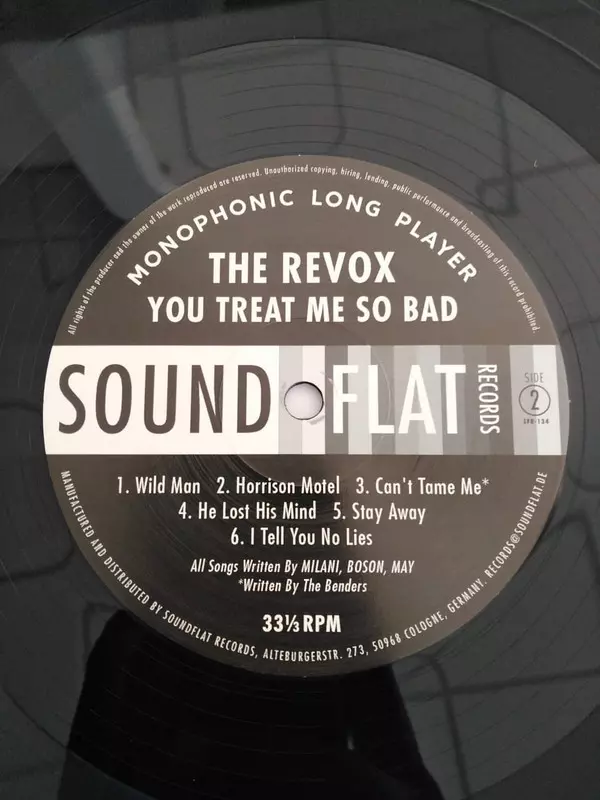 All rights of the producer and the owner of the work reproduced are reserved. Unauthorized copying, hiring, lending, public performance and broadcasting of this record prohibited.
MONOPHONIC LONG PLAYER
THE REVOX
YOU TREAT ME SO BAD
SOUND FLAT RECORDS
SIDE
2
SFR-134
1. Wild Man 2. Horrison Motel 3. Can't Tame Me*
4. He Lost His Mind 5. Stay Away
6. I Tell You No Lies
All Songs Written By MILANI, BOSON, MAY
*Written By The Benders
33⅓ RPM
MANUFACTURED AND DISTRIBUTED BY SOUNDFLAT RECORDS, ALTEBURGERSTR. 273, 50968 COLOGNE, GERMANY. RECORDS@SOUNDFLAT.DE